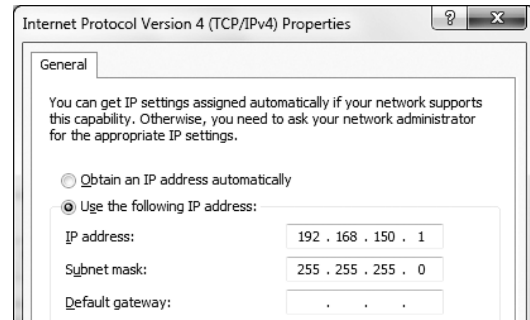 Internet Protocol Version 4 (TCP/IPv4) Properties
General
You can get IP settings assigned automatically if your network supports
this capability. Otherwise, you need to ask your network administrator
for the appropriate IP settings.
Obtain an IP address automatically
Use the following IP address:
IP address: 192 . 168 . 150 . 1
Subnet mask: 255 . 255 . 255 . 0
Default gateway: . . .